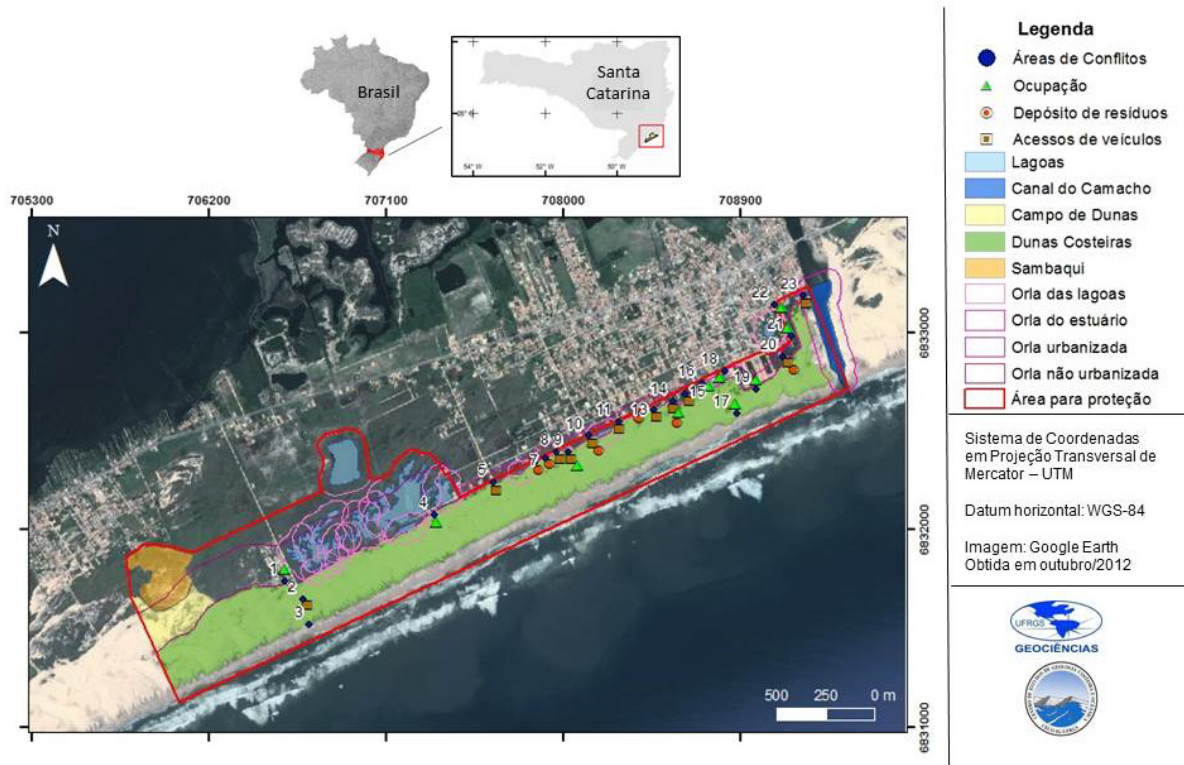 Brasil
Santa
Catarina
28° S
54° W
52° W
50° W
705300
706200
707100
708000
708900
N
22
23
21
20
18
16
19
14
15
17
13
11
10
8
9
7
5
4
1
2
3
6833000
6832000
6831000
500
250
0 m
Legenda
Áreas de Conflitos
Ocupação
Depósito de resíduos
Acessos de veículos
Lagoas
Canal do Camacho
Campo de Dunas
Dunas Costeiras
Sambaqui
Orla das lagoas
Orla do estuário
Orla urbanizada
Orla não urbanizada
Área para proteção
Sistema de Coordenadas
em Projeção Transversal de
Mercator – UTM
Datum horizontal: WGS-84
Imagem: Google Earth
Obtida em outubro/2012
UFRGS
GEOCIÊNCIAS